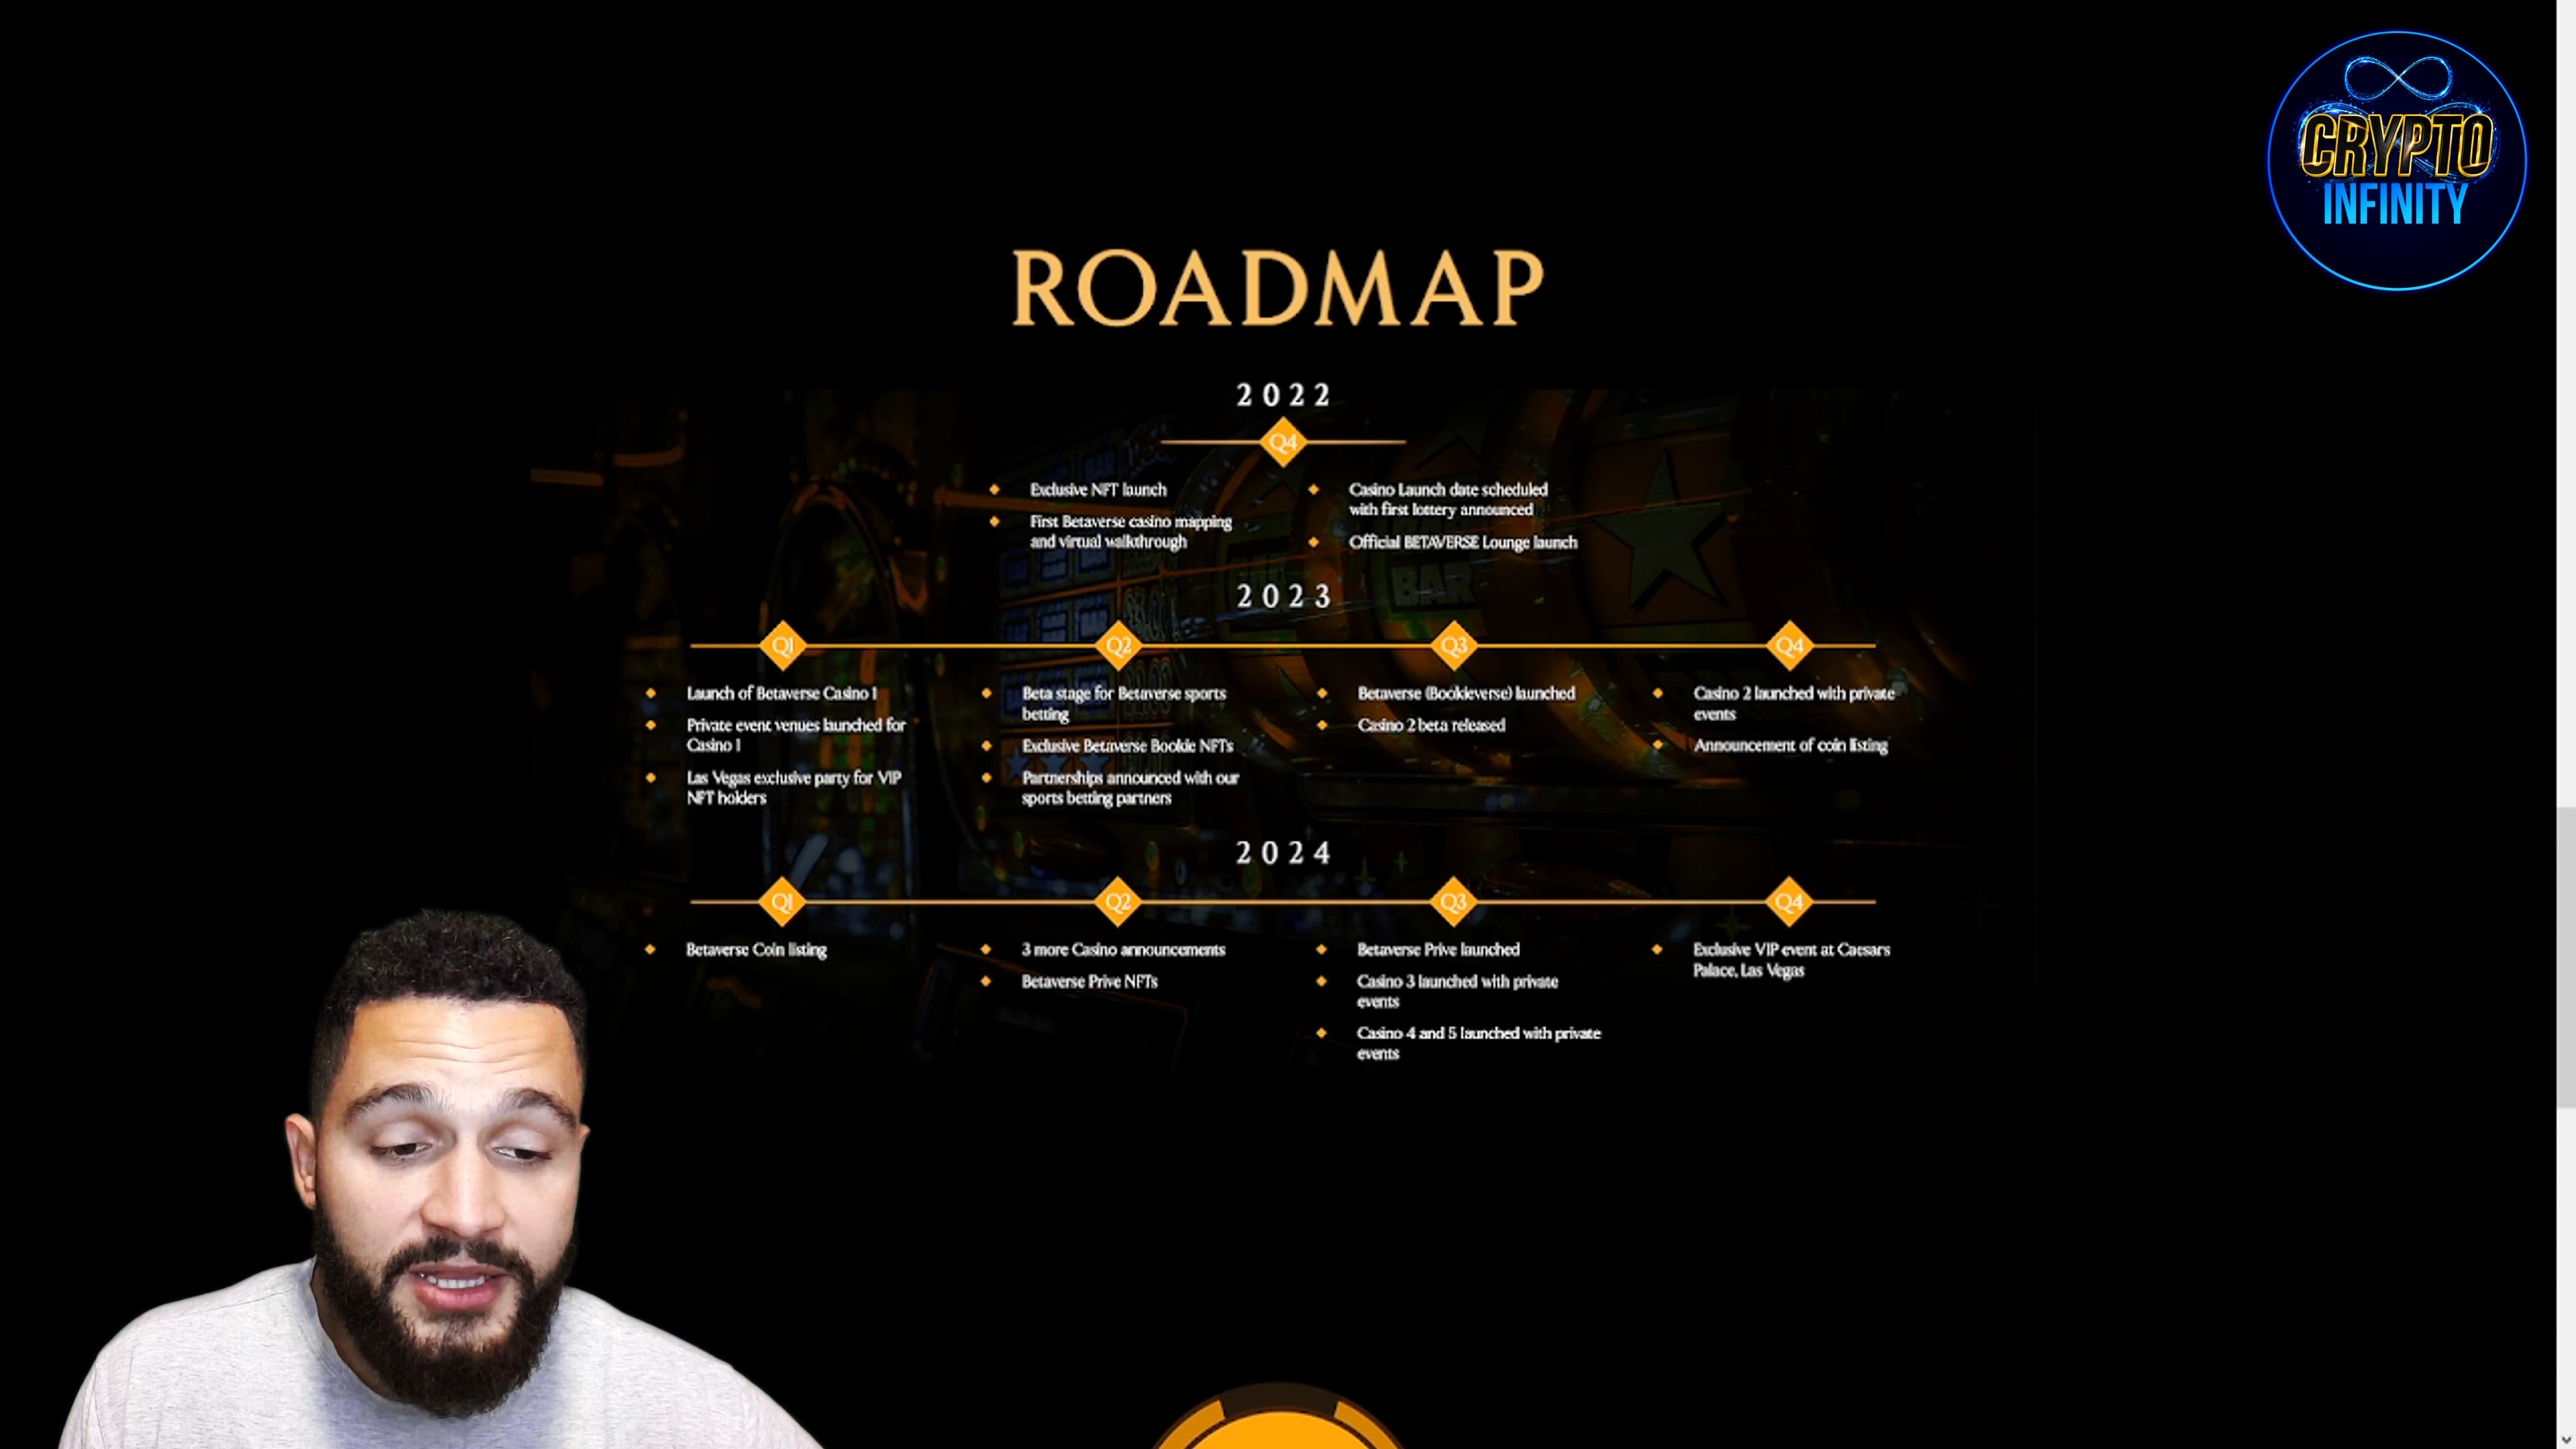 CRYPTO
INFINITY
ROADMAP
2022
Q4
Exclusive NFT launch
First Betaverse casino mapping
and virtual walkthrough
Casino Launch date scheduled
with first lottery announced
Official BETAVERSE Lounge launch
2023
Q1
Launch of Betaverse Casino 1
Private event venues launched for
Casino 1
Las Vegas exclusive party for VIP
NFT holders
Q2
Beta stage for Betaverse sports
betting
Exclusive Betaverse Bookie NFTs
Partnerships announced with our
sports betting partners
Q3
Betaverse (Bookieverse) launched
Casino 2 beta released
Q4
Casino 2 launched with private
events
Announcement of coin listing
2024
Q1
Betaverse Coin listing
Q2
3 more Casino announcements
Betaverse Prive NFTs
Q3
Betaverse Prive launched
Casino 3 launched with private
events
Casino 4 and 5 launched with private
events
Q4
Exclusive VIP event at Caesars
Palace, Las Vegas
BAR